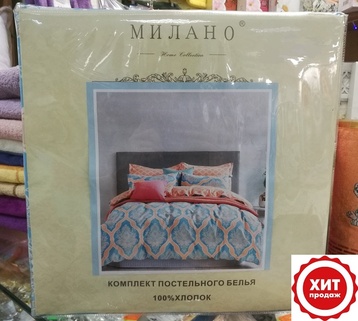 МИЛАНО®
Home Collection
КОМПЛЕКТ ПОСТЕЛЬНОГО БЕЛЬЯ
100%ХЛОПОК
ХИТ
продаж